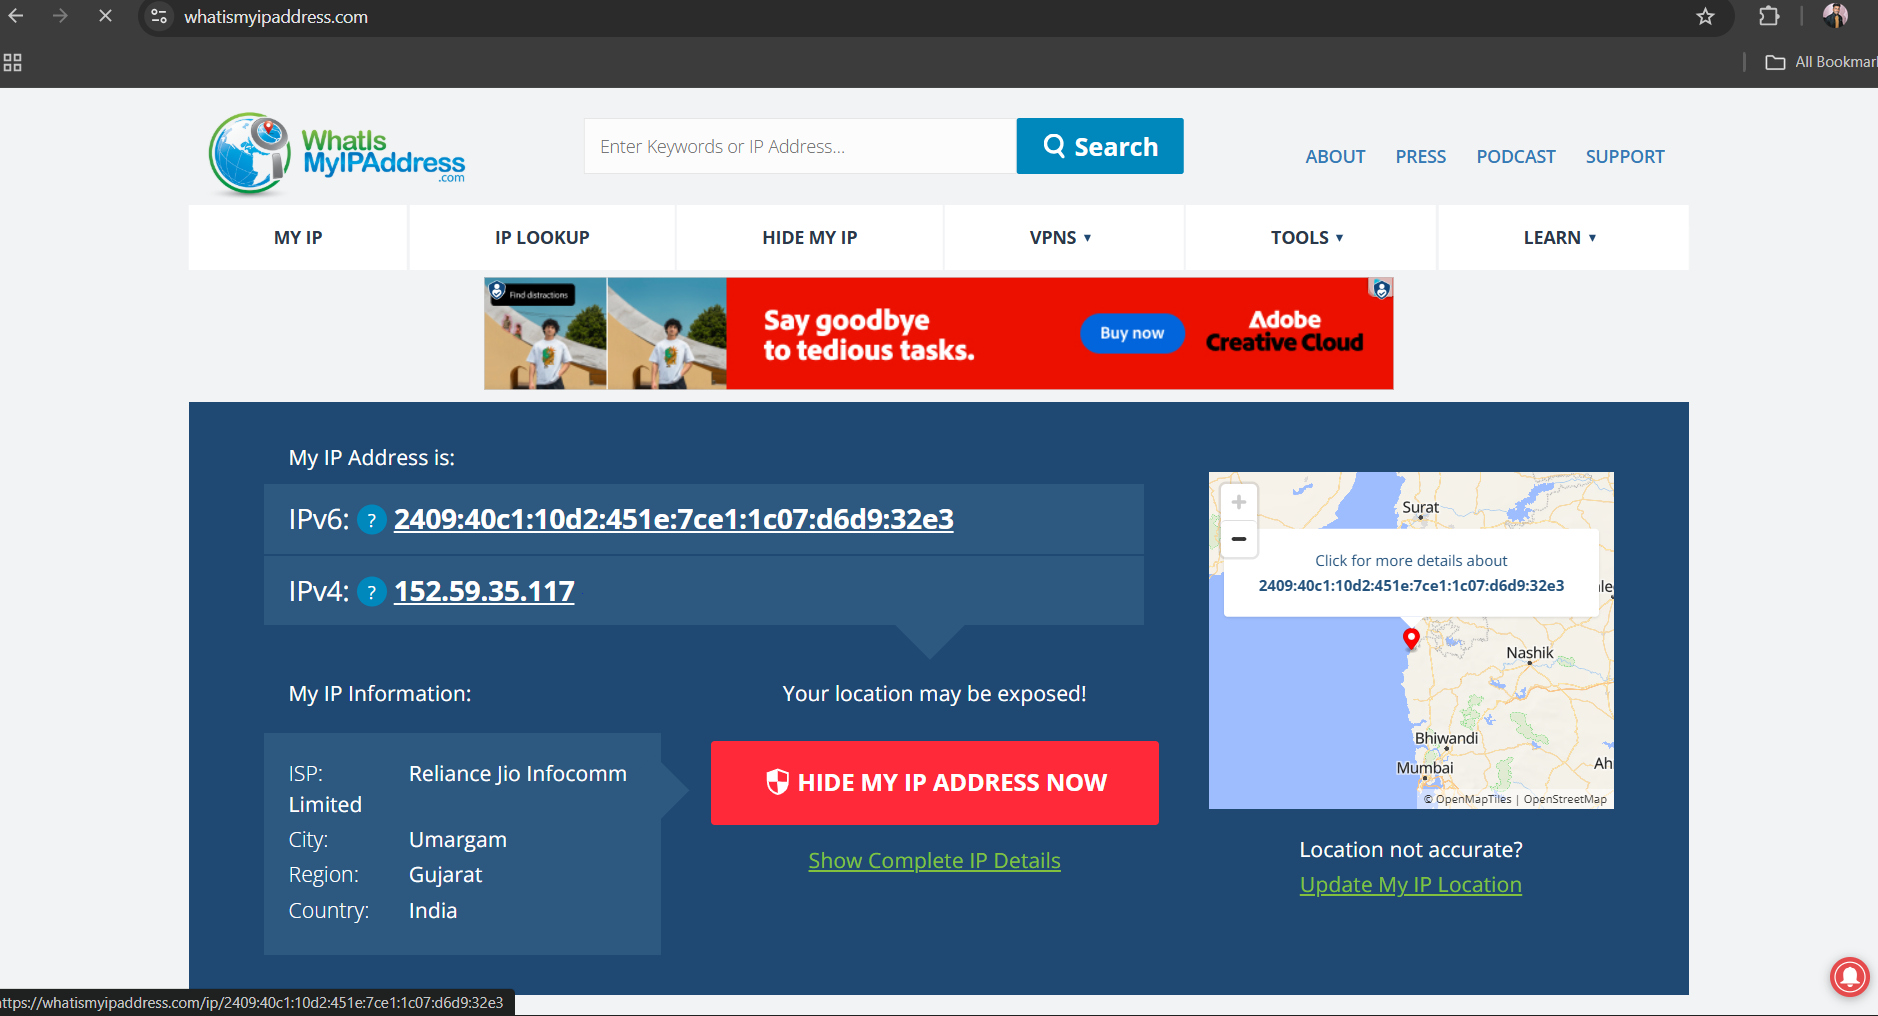 whatismyipaddress.com
All Bookmar
WhatIs
MyIPAddress
.com
Enter Keywords or IP Address...
Search
ABOUT PRESS PODCAST SUPPORT
MY IP IP LOOKUP HIDE MY IP VPNS ▾ TOOLS ▾ LEARN ▾
Find distractions
Say goodbye
to tedious tasks.
Buy now
Adobe
Creative Cloud
My IP Address is:
IPv6: ? 2409:40c1:10d2:451e:7ce1:1c07:d6d9:32e3
IPv4: ? 152.59.35.117
My IP Information:
ISP: Reliance Jio Infocomm
Limited
City: Umargam
Region: Gujarat
Country: India
Your location may be exposed!
HIDE MY IP ADDRESS NOW
Show Complete IP Details
+
−
Surat
Click for more details about
2409:40c1:10d2:451e:7ce1:1c07:d6d9:32e3
ale
Nashik
Bhiwandi
Mumbai
Ah
© OpenMapTiles | OpenStreetMap
Location not accurate?
Update My IP Location
ttps://whatismyipaddress.com/ip/2409:40c1:10d2:451e:7ce1:1c07:d6d9:32e3